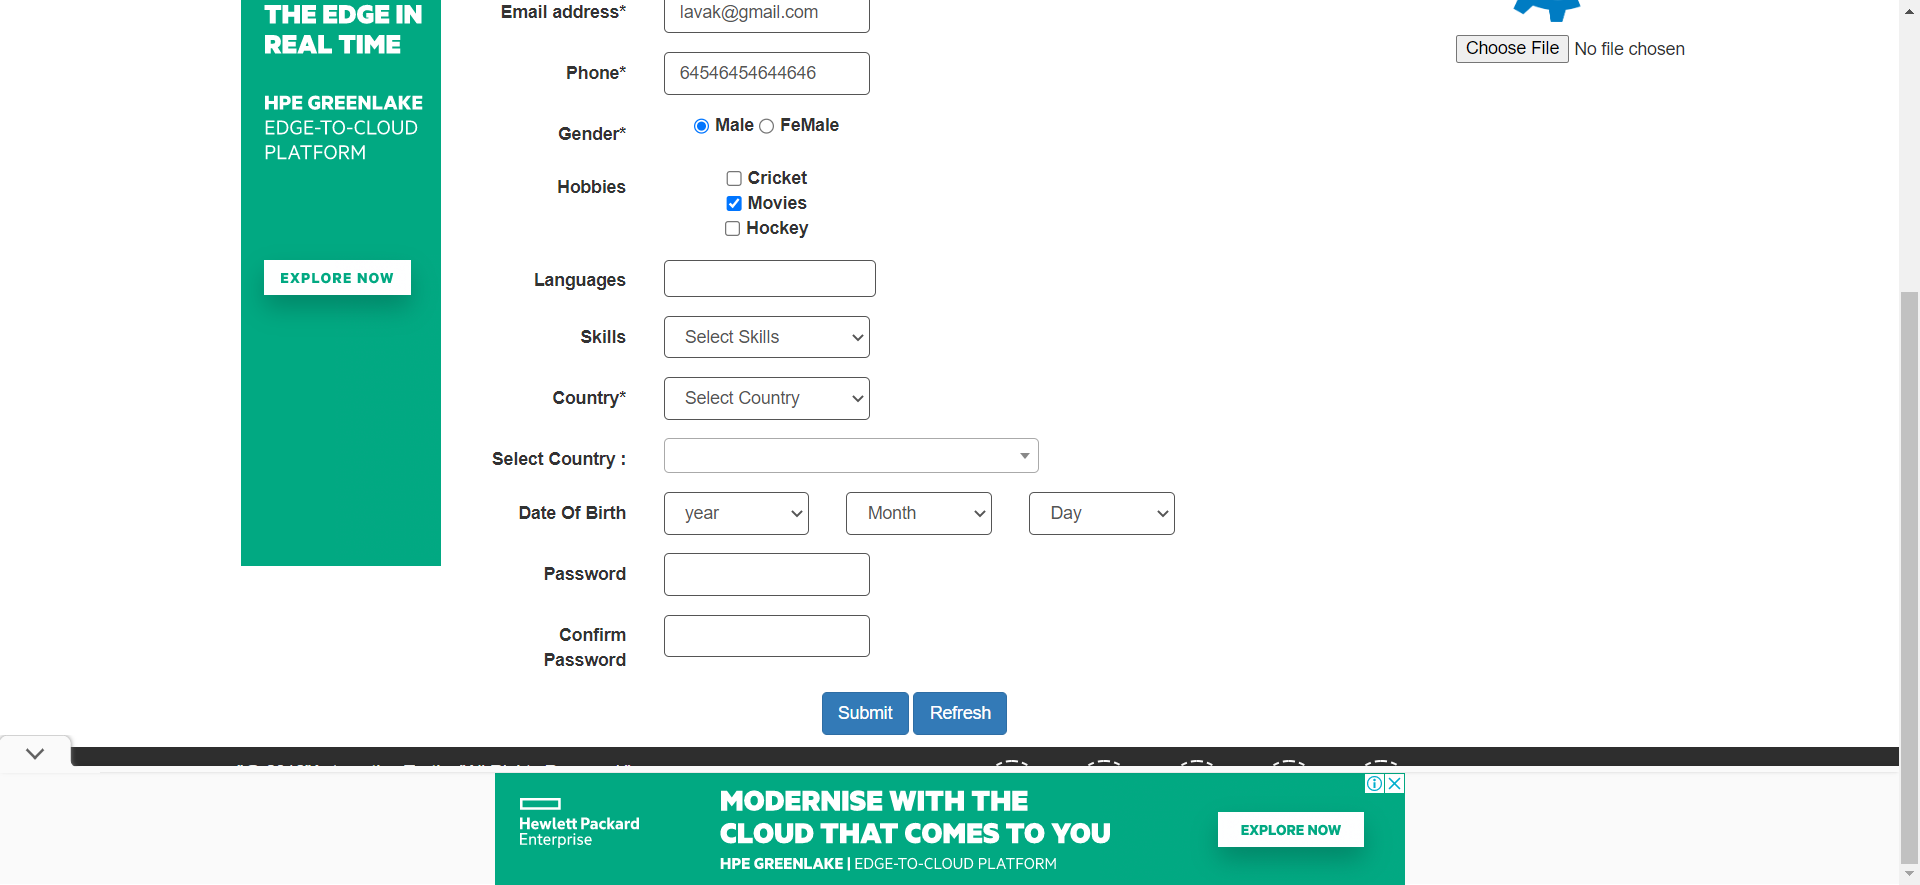 THE EDGE IN
REAL TIME
HPE GREENLAKE
EDGE-TO-CLOUD
PLATFORM
EXPLORE NOW
Email address* lavak@gmail.com
Choose File No file chosen
Phone* 64546454644646
Gender* Male FeMale
Hobbies Cricket
Movies
Hockey
Languages
Skills Select Skills
Country* Select Country
Select Country :
Date Of Birth year Month Day
Password
Confirm
Password
Submit Refresh
Hewlett Packard
Enterprise
MODERNISE WITH THE
CLOUD THAT COMES TO YOU
HPE GREENLAKE | EDGE-TO-CLOUD PLATFORM
EXPLORE NOW